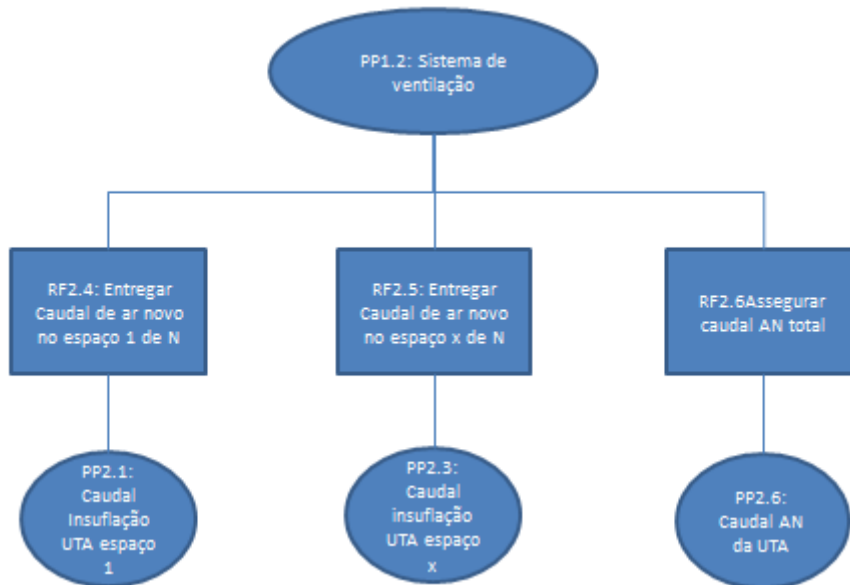 PP1.2: Sistema de
ventilação
RF2.4: Entregar
Caudal de ar novo
no espaço 1 de N
RF2.5: Entregar
Caudal de ar novo
no espaço x de N
RF2.6Assegurar
caudal AN total
PP2.1:
Caudal
Insuflação
UTA espaço
1
PP2.3:
Caudal
insuflação
UTA espaço
x
PP2.6:
Caudal AN
da UTA